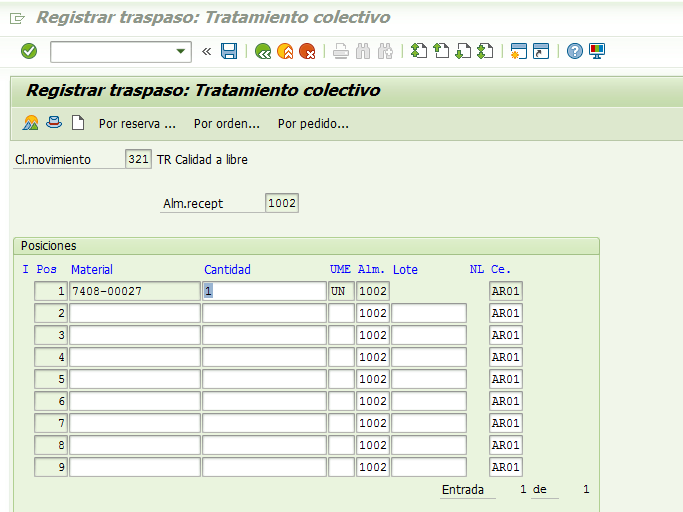 Registrar traspaso: Tratamiento colectivo
Registrar traspaso: Tratamiento colectivo
Por reserva ... Por orden... Por pedido...
Cl.movimiento 321 TR Calidad a libre
Alm.recept 1002
Posiciones
I Pos Material Cantidad UME Alm. Lote NL Ce.
1 7408-00027 1 UN 1002 AR01
2 1002 AR01
3 1002 AR01
4 1002 AR01
5 1002 AR01
6 1002 AR01
7 1002 AR01
8 1002 AR01
9 1002 AR01
Entrada 1 de 1